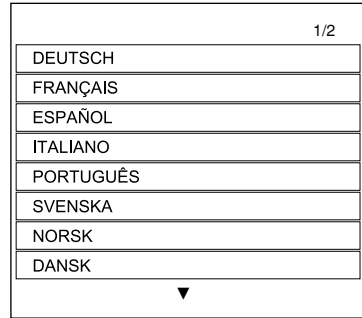 1/2
DEUTSCH
FRANÇAIS
ESPAÑOL
ITALIANO
PORTUGUÊS
SVENSKA
NORSK
DANSK
▼